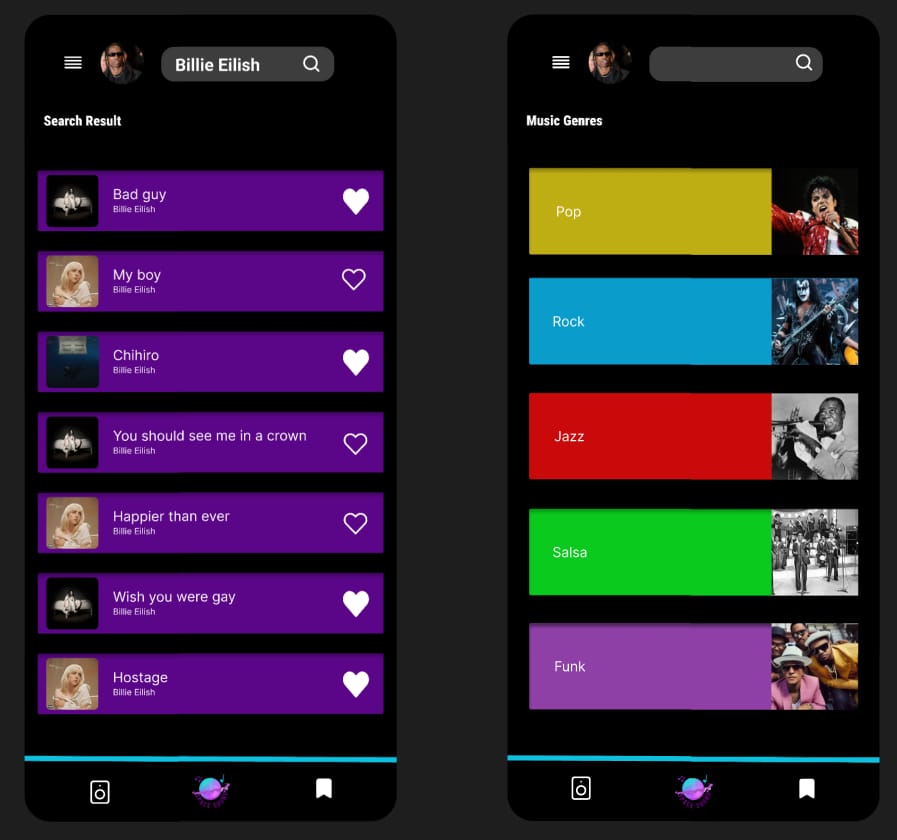 Billie Eilish
Search Result
Bad guy
Billie Eilish
My boy
Billie Eilish
Chihiro
Billie Eilish
You should see me in a crown
Billie Eilish
Happier than ever
Billie Eilish
Wish you were gay
Billie Eilish
Hostage
Billie Eilish
Music Genres
Pop
Rock
Jazz
Salsa
Funk